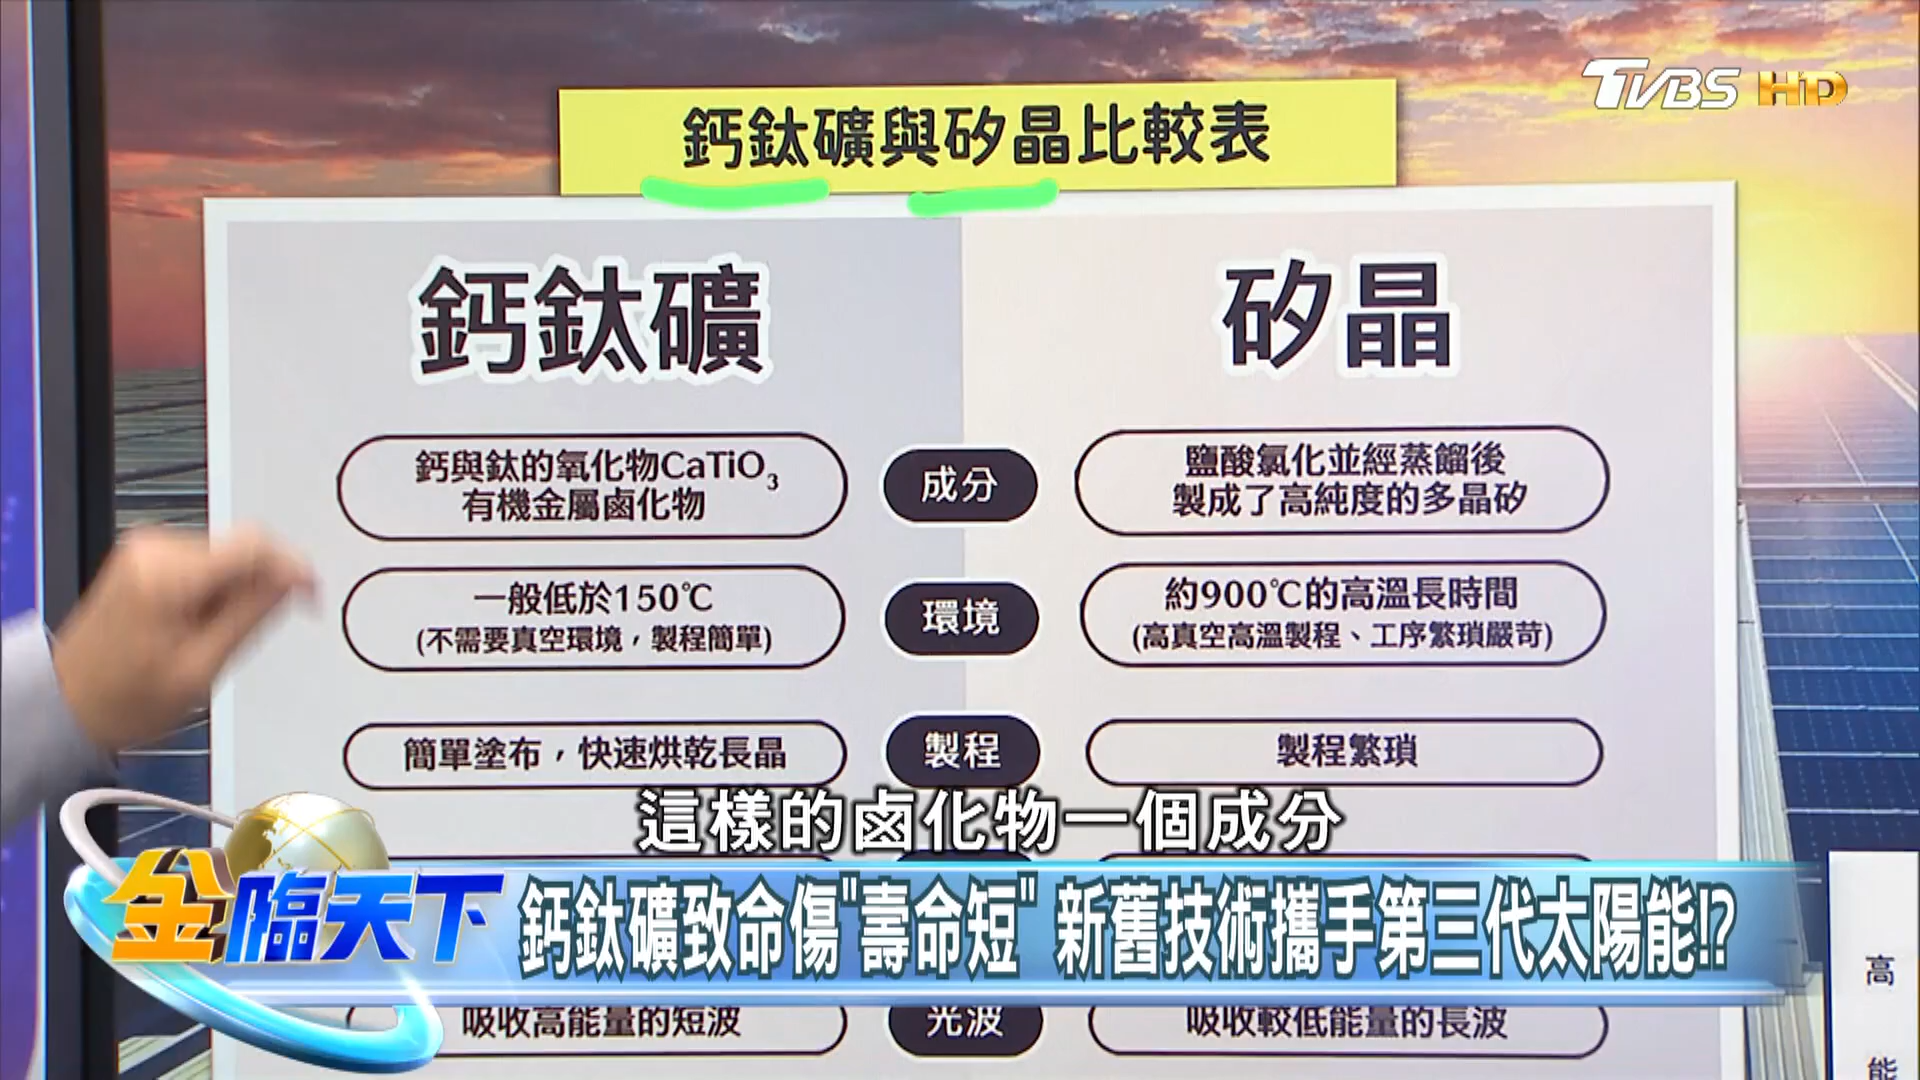 TVBS HD
鈣鈦礦與矽晶比較表
鈣鈦礦
矽晶
鈣與鈦的氧化物CaTiO₃
有機金屬鹵化物
成分
鹽酸氯化並經蒸餾後
製成了高純度的多晶矽
一般低於150℃
(不需要真空環境，製程簡單)
環境
約900℃的高溫長時間
(高真空高溫製程、工序繁瑣嚴苛)
簡單塗布，快速烘乾長晶
製程
製程繁瑣
這樣的鹵化物一個成分
金臨天下
鈣鈦礦致命傷"壽命短" 新舊技術攜手第三代太陽能!?
吸收高能量的短波
光波
吸收較低能量的長波
高
能